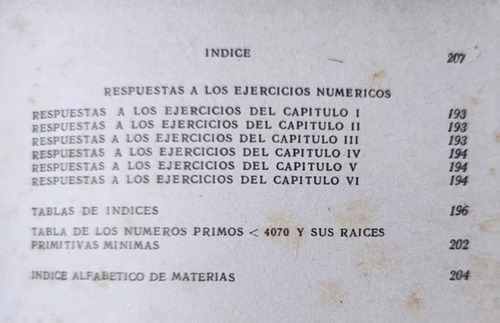 INDICE 207
RESPUESTAS A LOS EJERCICIOS NUMERICOS
RESPUESTAS A LOS EJERCICIOS DEL CAPITULO I 193
RESPUESTAS A LOS EJERCICIOS DEL CAPITULO II 193
RESPUESTAS A LOS EJERCICIOS DEL CAPITULO III 193
RESPUESTAS A LOS EJERCICIOS DEL CAPITULO IV 194
RESPUESTAS A LOS EJERCICIOS DEL CAPITULO V 194
RESPUESTAS A LOS EJERCICIOS DEL CAPITULO VI 194
TABLAS DE INDICES 196
TABLA DE LOS NUMEROS PRIMOS < 4070 Y SUS RAICES
PRIMITIVAS MINIMAS 202
INDICE ALFABETICO DE MATERIAS 204